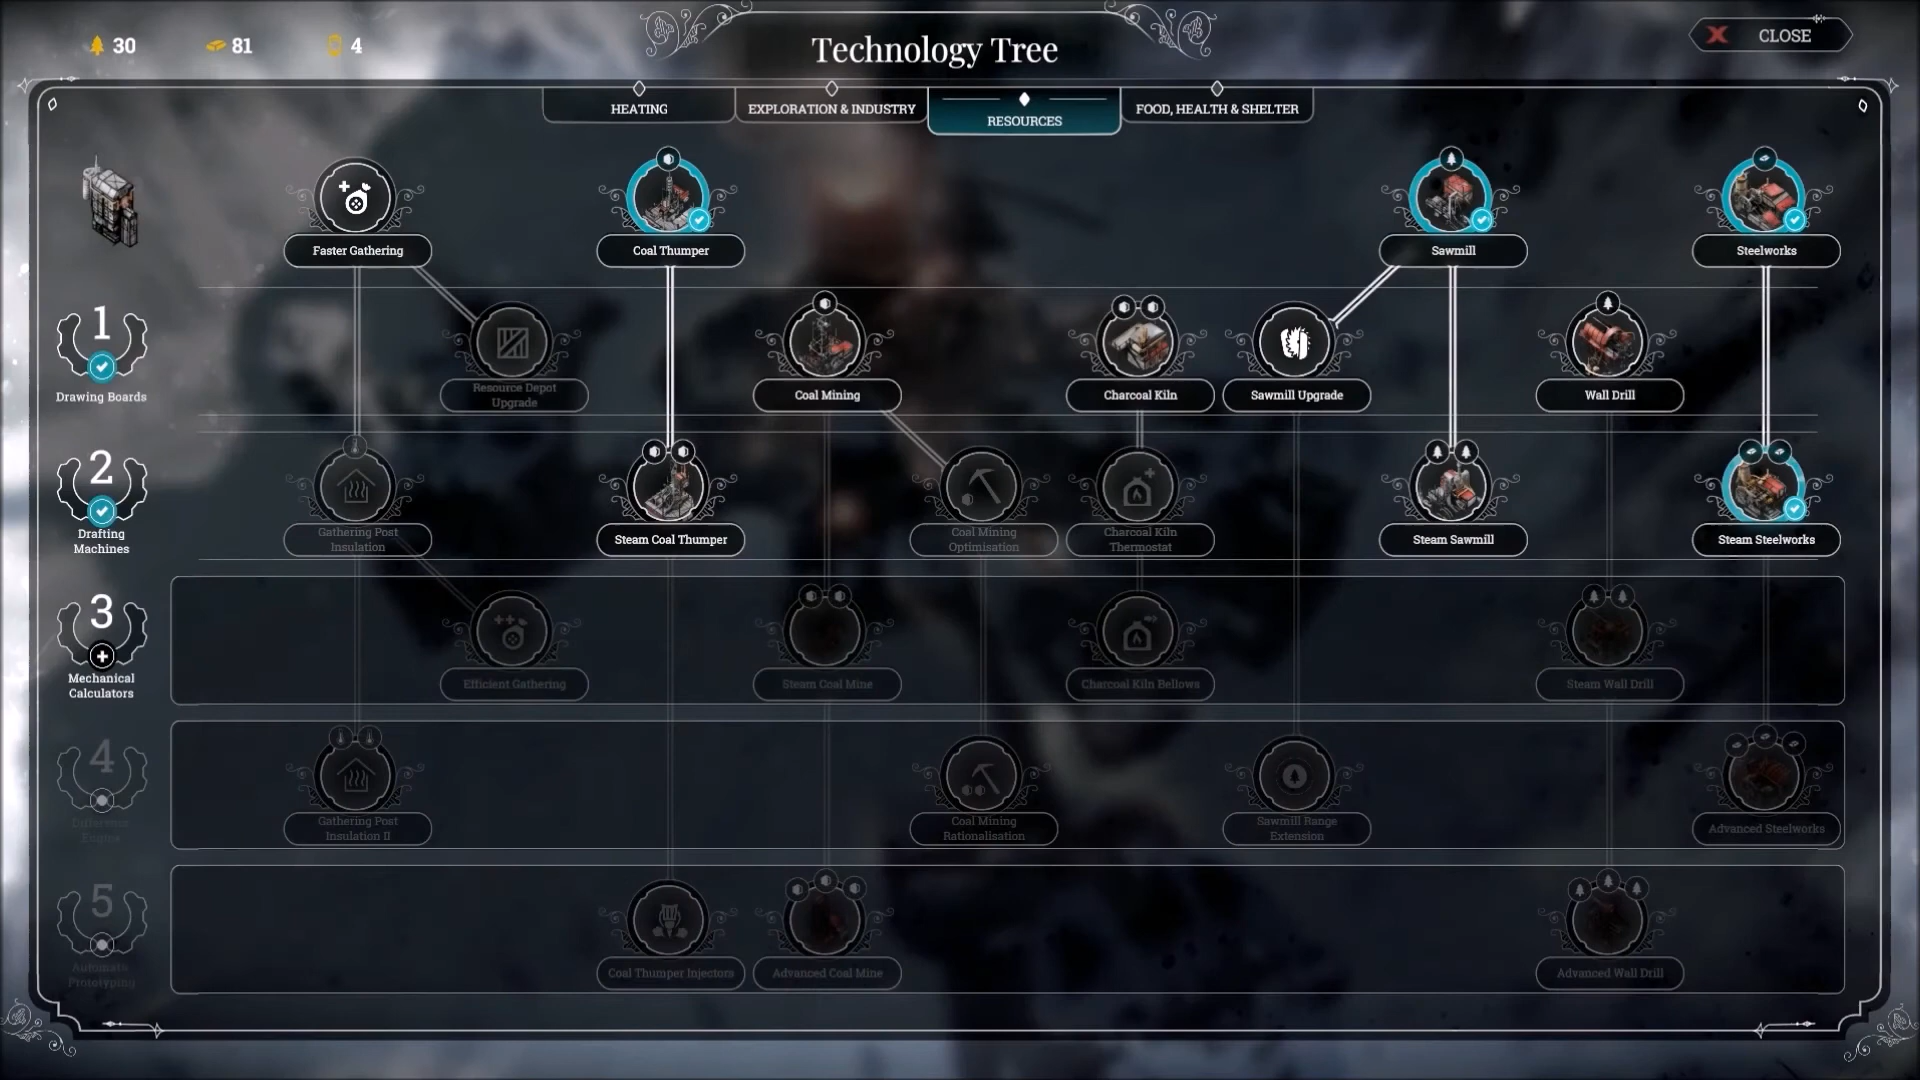 30 81 4
Technology Tree
CLOSE
HEATING
EXPLORATION & INDUSTRY
RESOURCES
FOOD, HEALTH & SHELTER
Faster Gathering
Coal Thumper
Sawmill
Steelworks
1
Drawing Boards
Resource Depot
Upgrade
Coal Mining
Charcoal Kiln
Sawmill Upgrade
Wall Drill
2
Drafting
Machines
Gathering Post
Insulation
Steam Coal Thumper
Coal Mining
Optimisation
Charcoal Kiln
Thermostat
Steam Sawmill
Steam Steelworks
3
Mechanical
Calculators
Efficient Gathering
Steam Coal Mine
Charcoal Kiln Bellows
Steam Wall Drill
4
Difference
Engine
Gathering Post
Insulation II
Coal Mining
Rationalisation
Sawmill Range
Extension
Advanced Steelworks
5
Automata
Prototyping
Coal Thumper Injectors
Advanced Coal Mine
Advanced Wall Drill